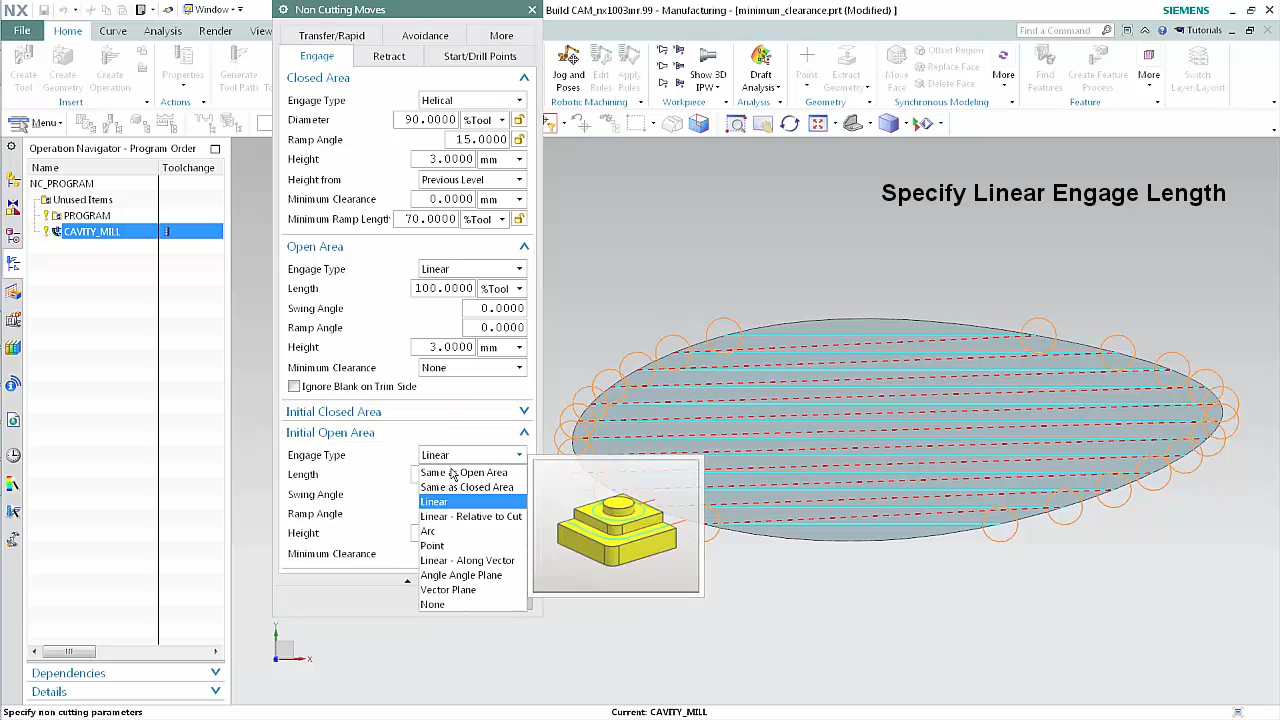 NX
Window
Non Cutting Moves
Build CAM_nx1003inr.99 - Manufacturing - [minimum_clearance.prt (Modified) ]
SIEMENS
File
Home
Curve
Analysis
Render
Find a Command
Tutorials
Create Tool
Create Geometry
Create Operation
Properties
Generate Tool Path
Insert
Actions
Jog and Poses
Edit Rules
Apply Rules
Robotic Machining
Show 3D IPW
Workpiece
Draft Analysis
Analysis
Point
Extract Geometry
Geometry
Move Face
Offset Region
Replace Face
Delete Face
More
Synchronous Modeling
Find Features
Create Feature Process
More
Feature
Switch Layer/Layout
Menu
Operation Navigator - Program Order
Name
Toolchange
NC_PROGRAM
Unused Items
PROGRAM
CAVITY_MILL
Dependencies
Details
Transfer/Rapid
Avoidance
More
Engage
Retract
Start/Drill Points
Closed Area
Engage Type Helical
Diameter 90.0000 %Tool
Ramp Angle 15.0000
Height 3.0000 mm
Height from Previous Level
Minimum Clearance 0.0000 mm
Minimum Ramp Length 70.0000 %Tool
Open Area
Engage Type Linear
Length 100.0000 %Tool
Swing Angle 0.0000
Ramp Angle 0.0000
Height 3.0000 mm
Minimum Clearance None
Ignore Blank on Trim Side
Initial Closed Area
Initial Open Area
Engage Type Linear
Length
Swing Angle
Ramp Angle
Height
Minimum Clearance
Same as Open Area
Same as Closed Area
Linear
Linear - Relative to Cut
Arc
Point
Linear - Along Vector
Angle Angle Plane
Vector Plane
None
Specify Linear Engage Length
Y
X
Specify non cutting parameters
Current: CAVITY_MILL